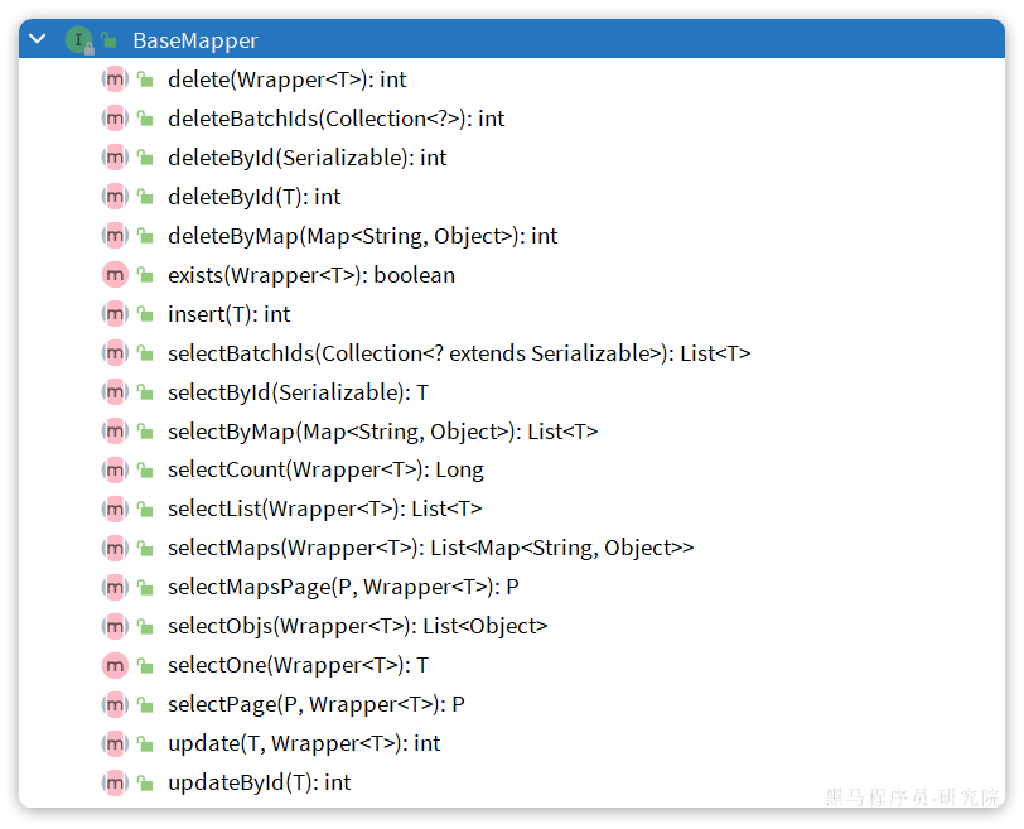 BaseMapper
delete(Wrapper<T>): int
deleteBatchIds(Collection<?>): int
deleteById(Serializable): int
deleteById(T): int
deleteByMap(Map<String, Object>): int
exists(Wrapper<T>): boolean
insert(T): int
selectBatchIds(Collection<? extends Serializable>): List<T>
selectById(Serializable): T
selectByMap(Map<String, Object>): List<T>
selectCount(Wrapper<T>): Long
selectList(Wrapper<T>): List<T>
selectMaps(Wrapper<T>): List<Map<String, Object>>
selectMapsPage(P, Wrapper<T>): P
selectObjs(Wrapper<T>): List<Object>
selectOne(Wrapper<T>): T
selectPage(P, Wrapper<T>): P
update(T, Wrapper<T>): int
updateById(T): int
黑马程序员-研究院